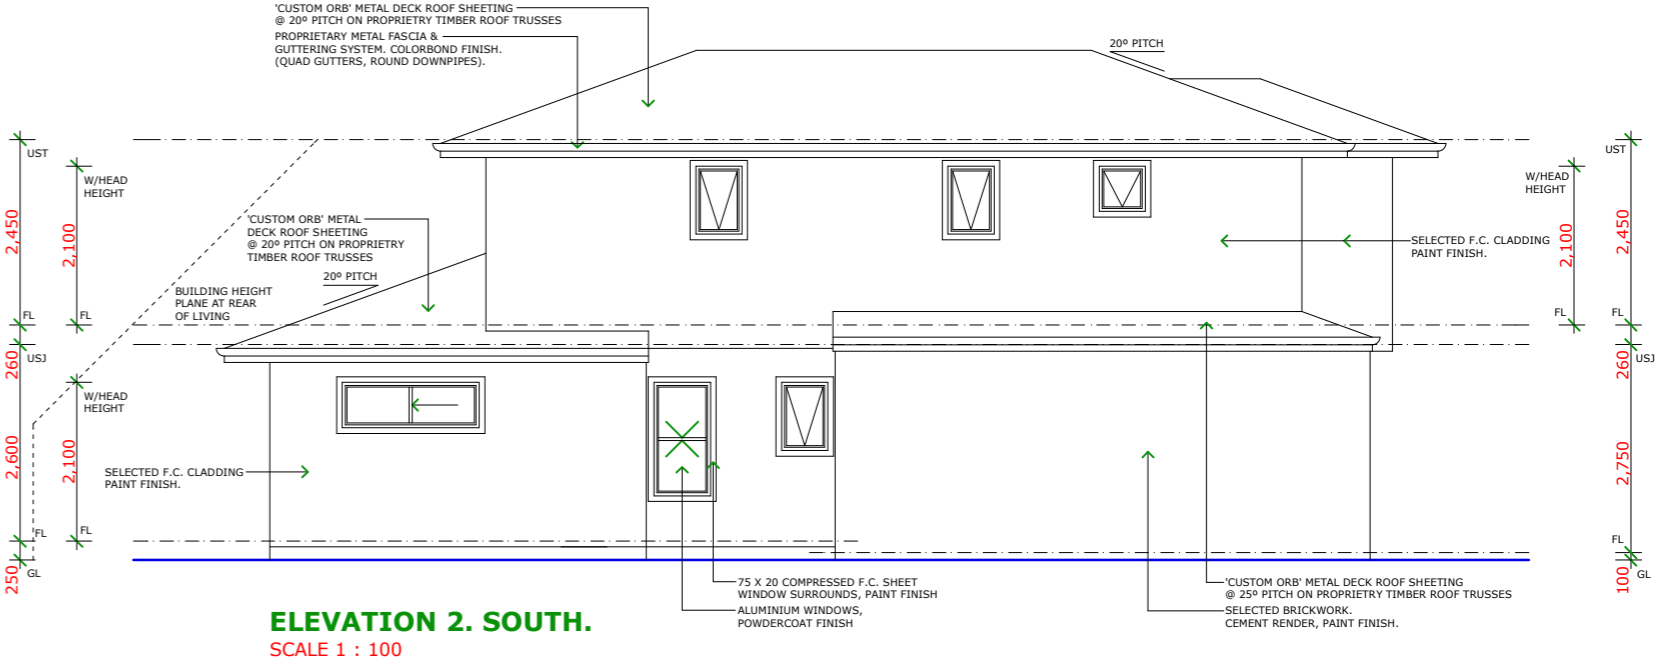 'CUSTOM ORB' METAL DECK ROOF SHEETING
@ 20º PITCH ON PROPRIETRY TIMBER ROOF TRUSSES
PROPRIETARY METAL FASCIA &
GUTTERING SYSTEM. COLORBOND FINISH.
(QUAD GUTTERS, ROUND DOWNPIPES).
20º PITCH
UST
W/HEAD
HEIGHT
2,450
2,100
FL
FL
'CUSTOM ORB' METAL
DECK ROOF SHEETING
@ 20º PITCH ON PROPRIETRY
TIMBER ROOF TRUSSES
20º PITCH
BUILDING HEIGHT
PLANE AT REAR
OF LIVING
UST
W/HEAD
HEIGHT
2,100
2,450
SELECTED F.C. CLADDING
PAINT FINISH.
FL
FL
260
USJ
W/HEAD
HEIGHT
2,600
2,100
SELECTED F.C. CLADDING
PAINT FINISH.
FL
FL
250
GL
260
USJ
2,750
FL
100
GL
75 X 20 COMPRESSED F.C. SHEET
WINDOW SURROUNDS, PAINT FINISH
ALUMINIUM WINDOWS,
POWDERCOAT FINISH
'CUSTOM ORB' METAL DECK ROOF SHEETING
@ 25º PITCH ON PROPRIETRY TIMBER ROOF TRUSSES
SELECTED BRICKWORK.
CEMENT RENDER, PAINT FINISH.
ELEVATION 2. SOUTH.
SCALE 1 : 100